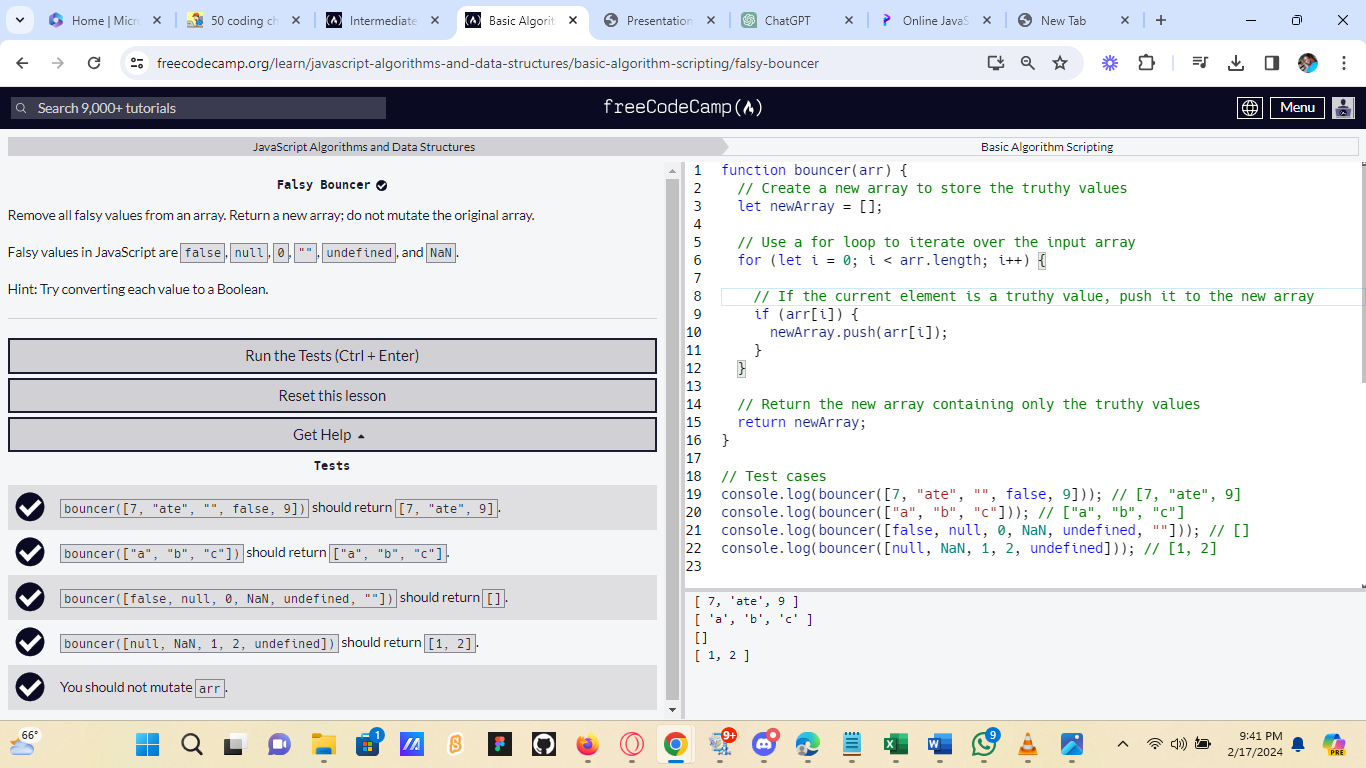 Home | Micr
50 coding ch
Intermediate
Basic Algorit
Presentation
ChatGPT
Online JavaS
New Tab
freecodecamp.org/learn/javascript-algorithms-and-data-structures/basic-algorithm-scripting/falsy-bouncer
Search 9,000+ tutorials
freeCodeCamp
Menu
JavaScript Algorithms and Data Structures
Basic Algorithm Scripting
Falsy Bouncer
Remove all falsy values from an array. Return a new array; do not mutate the original array.
Falsy values in JavaScript are false, null, 0, "", undefined, and NaN.
Hint: Try converting each value to a Boolean.
Run the Tests (Ctrl + Enter)
Reset this lesson
Get Help
Tests
bouncer([7, "ate", "", false, 9]) should return [7, "ate", 9].
bouncer(["a", "b", "c"]) should return ["a", "b", "c"].
bouncer([false, null, 0, NaN, undefined, ""]) should return [].
bouncer([null, NaN, 1, 2, undefined]) should return [1, 2].
You should not mutate arr.
1 function bouncer(arr) {
2 // Create a new array to store the truthy values
3 let newArray = [];
4
5 // Use a for loop to iterate over the input array
6 for (let i = 0; i < arr.length; i++) {
7
8 // If the current element is a truthy value, push it to the new array
9 if (arr[i]) {
10 newArray.push(arr[i]);
11 }
12 }
13
14 // Return the new array containing only the truthy values
15 return newArray;
16 }
17
18 // Test cases
19 console.log(bouncer([7, "ate", "", false, 9])); // [7, "ate", 9]
20 console.log(bouncer(["a", "b", "c"])); // ["a", "b", "c"]
21 console.log(bouncer([false, null, 0, NaN, undefined, ""])); // []
22 console.log(bouncer([null, NaN, 1, 2, undefined])); // [1, 2]
23
[ 7, 'ate', 9 ]
[ 'a', 'b', 'c' ]
[]
[ 1, 2 ]
66°
1
9+
9
9:41 PM
2/17/2024
PRE